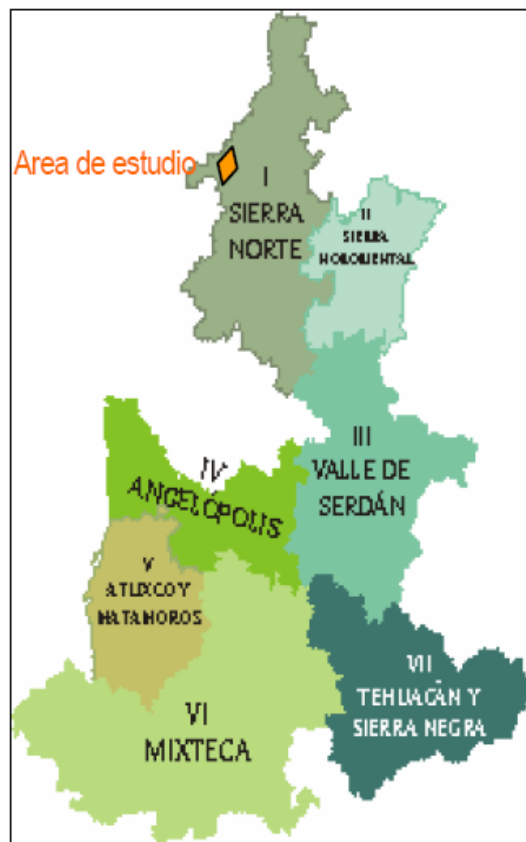 Area de estudio
I
SIERRA
NORTE
II
SIERRA
NORORIENTAL
III
VALLE DE
SERDÁN
IV
ANGELÓPOLIS
V
ATLIXCO Y
MATAMOROS
VI
MIXTECA
VII
TEHUACÁN Y
SIERRA NEGRA